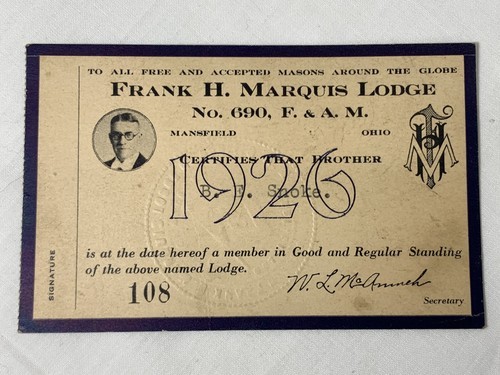 TO ALL FREE AND ACCEPTED MASONS AROUND THE GLOBE
FRANK H. MARQUIS LODGE
No. 690, F. & A. M.
MANSFIELD OHIO
CERTIFIES THAT BROTHER
1926
B. F. Snoke.
is at the date hereof a member in Good and Regular Standing
of the above named Lodge.
108
Secretary
SIGNATURE